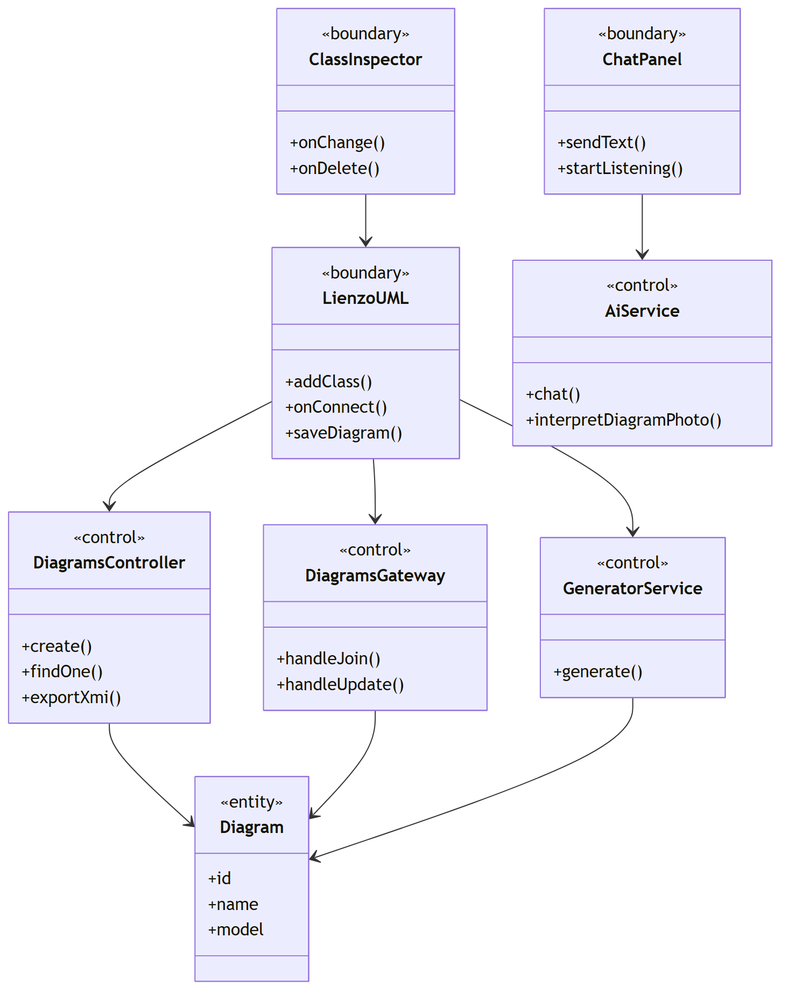 «boundary»
ClassInspector
+onChange()
+onDelete()
«boundary»
ChatPanel
+sendText()
+startListening()
«boundary»
LienzoUML
+addClass()
+onConnect()
+saveDiagram()
«control»
AiService
+chat()
+interpretDiagramPhoto()
«control»
DiagramsController
+create()
+findOne()
+exportXmi()
«control»
DiagramsGateway
+handleJoin()
+handleUpdate()
«control»
GeneratorService
+generate()
«entity»
Diagram
+id
+name
+model